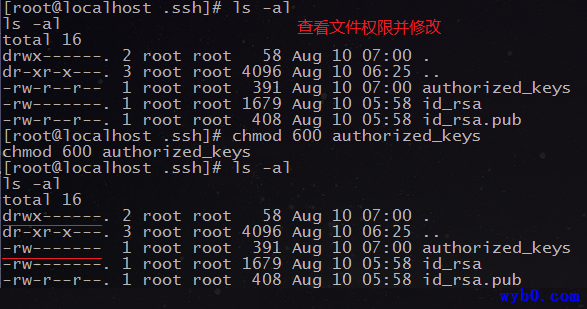 [root@localhost .ssh]# ls -al
ls -al
查看文件权限并修改
total 16
drwx------. 2 root root   58 Aug 10 07:00 .
dr-xr-x---. 3 root root 4096 Aug 10 06:25 ..
-rw-r--r-- 1 root root  391 Aug 10 07:00 authorized_keys
-rw-------. 1 root root 1679 Aug 10 05:58 id_rsa
-rw-r--r--. 1 root root  408 Aug 10 05:58 id_rsa.pub
[root@localhost .ssh]# chmod 600 authorized_keys
chmod 600 authorized_keys
[root@localhost .ssh]# ls -al
ls -al
total 16
drwx------. 2 root root   58 Aug 10 07:00 .
dr-xr-x---. 3 root root 4096 Aug 10 06:25 ..
-rw------- 1 root root  391 Aug 10 07:00 authorized_keys
-rw-------. 1 root root 1679 Aug 10 05:58 id_rsa
-rw-r--r--. 1 root root  408 Aug 10 05:58 id_rsa.pub
wyb0.com